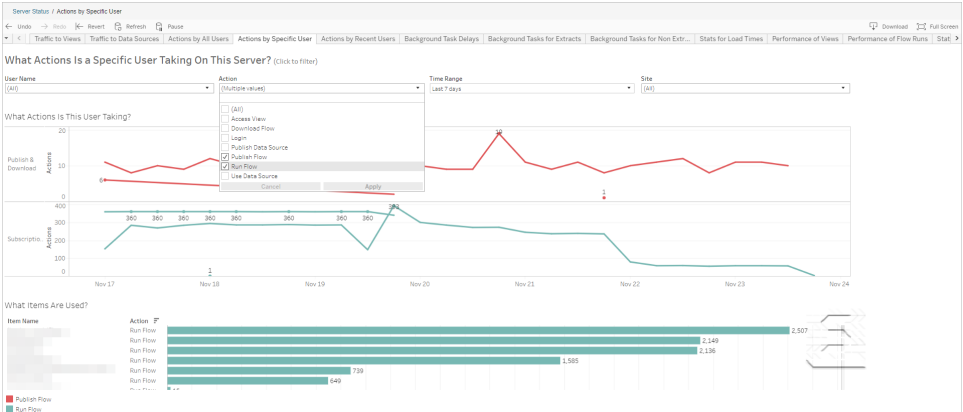 Server Status / Actions by Specific User
Undo Redo Revert Refresh Pause Download Full Screen
Traffic to Views Traffic to Data Sources Actions by All Users Actions by Specific User Actions by Recent Users Background Task Delays Background Tasks for Extracts Background Tasks for Non Extr... Stats for Load Times Performance of Views Performance of Flow Runs Stati
What Actions Is a Specific User Taking On This Server? (Click to filter)
User Name Action Time Range Site
(All) (Multiple values) Last 7 days (All)
(All)
Access View
Download Flow
Login
Publish Data Source
Publish Flow
Run Flow
Use Data Source
Cancel Apply
What Actions Is This User Taking?
Publish & Download
Actions
20
10
0
6
19
1
Subscriptio...
Actions
400
300
200
100
0
360 360 360 360 360 360 360 360
393
1
Nov 17 Nov 18 Nov 19 Nov 20 Nov 21 Nov 22 Nov 23 Nov 24
What Items Are Used?
Item Name Action
Run Flow 2,507
Run Flow 2,149
Run Flow 2,136
Run Flow 1,585
Run Flow 739
Run Flow 649
Publish Flow
Run Flow